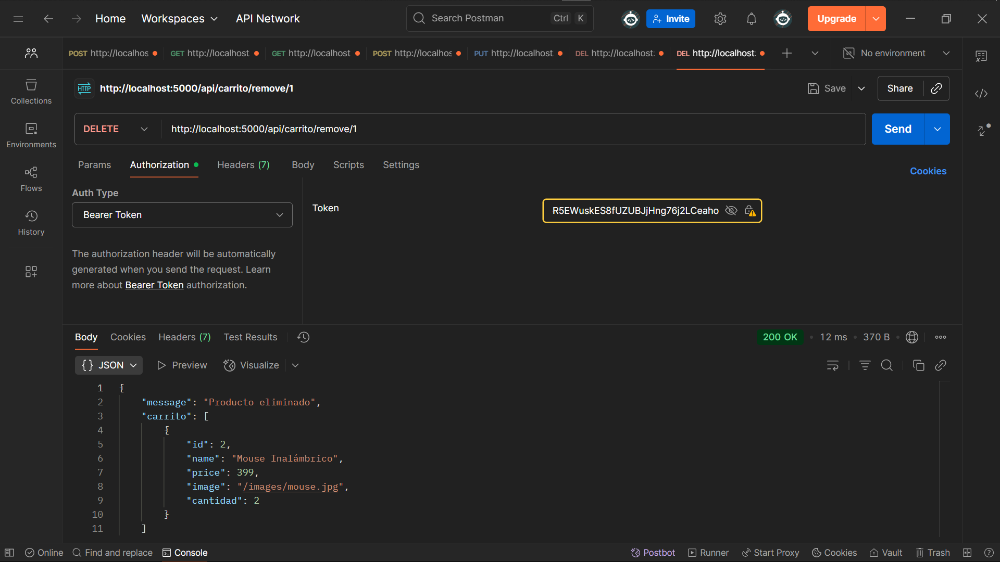 Home Workspaces API Network Search Postman Ctrl K Invite Upgrade
POST http://localhos GET http://localhost GET http://localhost POST http://localhos PUT http://localhost DEL http://localhost: DEL http://localhost: No environment
HTTP http://localhost:5000/api/carrito/remove/1 Save Share
Collections
Environments
Flows
History
DELETE http://localhost:5000/api/carrito/remove/1 Send
Params Authorization Headers (7) Body Scripts Settings Cookies
Auth Type
Bearer Token
Token R5EWuskES8fUZUBJjHng76j2LCeaho
The authorization header will be automatically
generated when you send the request. Learn
more about Bearer Token authorization.
Body Cookies Headers (7) Test Results 200 OK • 12 ms • 370 B •
{} JSON Preview Visualize
1 {
2 "message": "Producto eliminado",
3 "carrito": [
4 {
5 "id": 2,
6 "name": "Mouse Inalámbrico",
7 "price": 399,
8 "image": "/images/mouse.jpg",
9 "cantidad": 2
10 }
11 ]
Online Find and replace Console Postbot Runner Start Proxy Cookies Vault Trash